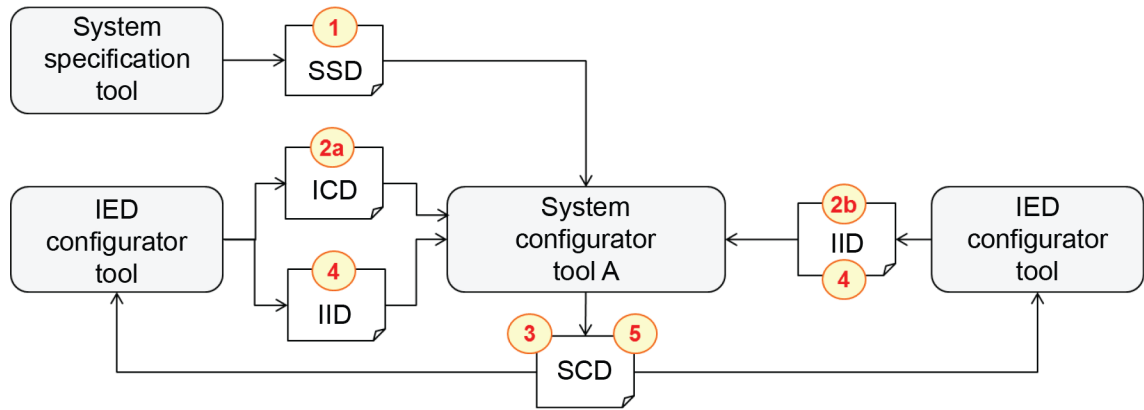 System
specification
tool
1
SSD
2a
ICD
IED
configurator
tool
4
IID
System
configurator
tool A
2b
IID
4
IED
configurator
tool
3
5
SCD